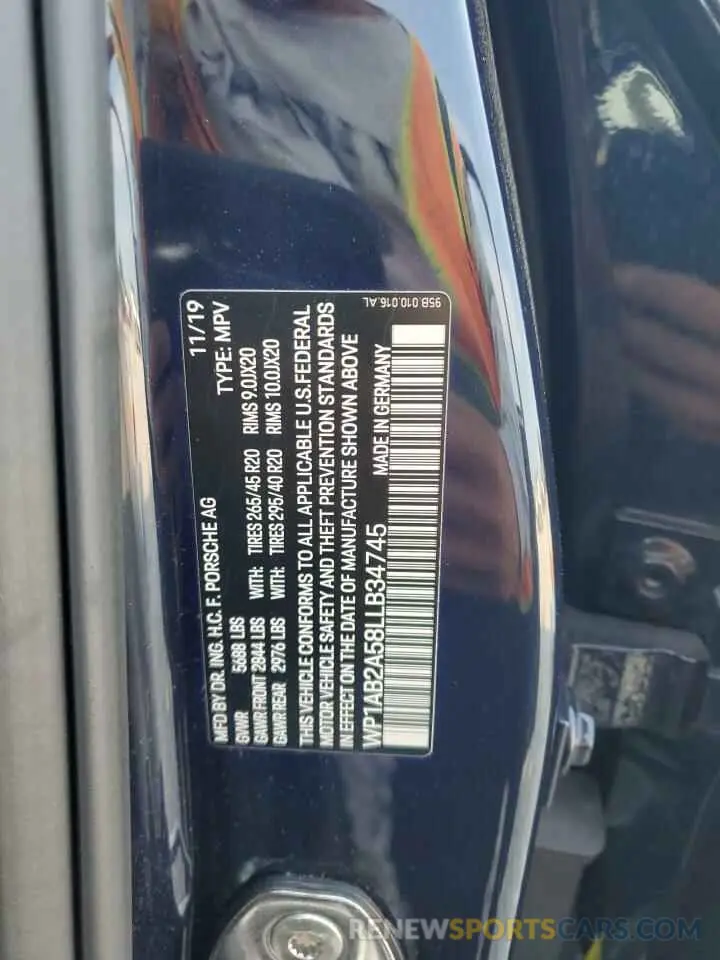 MFD BY DR. ING. H.C. F. PORSCHE AG 11/19
GVWR 5688 LBS TYPE: MPV
GAWR FRONT 2844 LBS WITH: TIRES 265/45 R20 RIMS 9.0JX20
GAWR REAR 2976 LBS WITH: TIRES 295/40 R20 RIMS 10.0JX20
THIS VEHICLE CONFORMS TO ALL APPLICABLE U.S.FEDERAL
MOTOR VEHICLE SAFETY AND THEFT PREVENTION STANDARDS
IN EFFECT ON THE DATE OF MANUFACTURE SHOWN ABOVE
WP1AB2A58LLB34745 MADE IN GERMANY
95B.010.016.AL
RENEWSPORTSCARS.COM